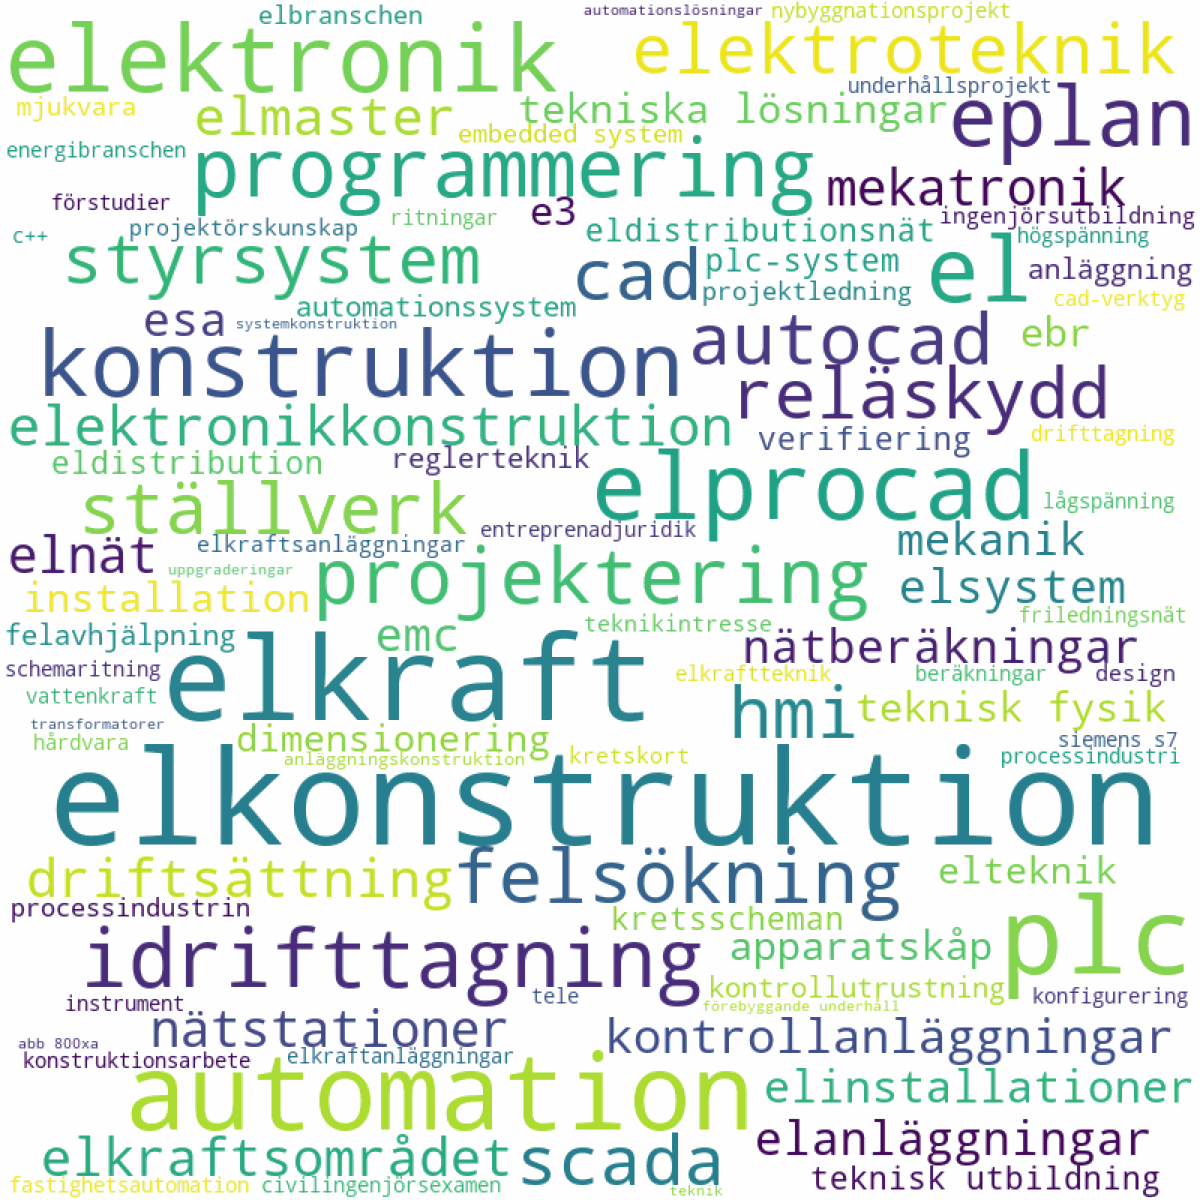 elbranschen
automationslösningar
nybyggnationsprojekt
elektronik
elektroteknik
underhållsprojekt
mjukvara
elmaster
tekniska lösningar
eplan
embedded system
energibranschen
programmering
mekatronik
förstudier
e3
ritningar
ingenjörsutbildning
projektörskunskap
eldistributionsnät
högspänning
c++
styrsystem
cad
plc-system
el
anläggning
projektledning
cad-verktyg
automationssystem
esa
systemkonstruktion
autocad
ebr
konstruktion
reläskydd
elektronikkonstruktion
verifiering
drifttagning
eldistribution
reglerteknik
elprocad
lågspänning
ställverk
entreprenadjuridik
elnät
elkraftsanläggningar
mekanik
uppgraderingar
projektering
elsystem
installation
friledningsnät
felavhjälpning
emc
teknikintresse
nätberäkningar
schemaritning
elkraft
elkraftteknik
beräkningar
design
vattenkraft
hmi
teknisk fysik
transformatorer
hårdvara
dimensionering
siemens s7
anläggningskonstruktion
kretskort
processindustri
elkonstruktion
driftsättning
felsökning
elteknik
processindustrin
kretsscheman
plc
idrifttagning
apparatskåp
kontrollutrustning
konfigurering
instrument
tele
förebyggande underhåll
nätstationer
kontrollanläggningar
abb 800xa
konstruktionsarbete
elkraftanläggningar
automation
elinstallationer
elanläggningar
elkraftsområdet
scada
teknisk utbildning
fastighetsautomation
civilingenjörsexamen
teknik